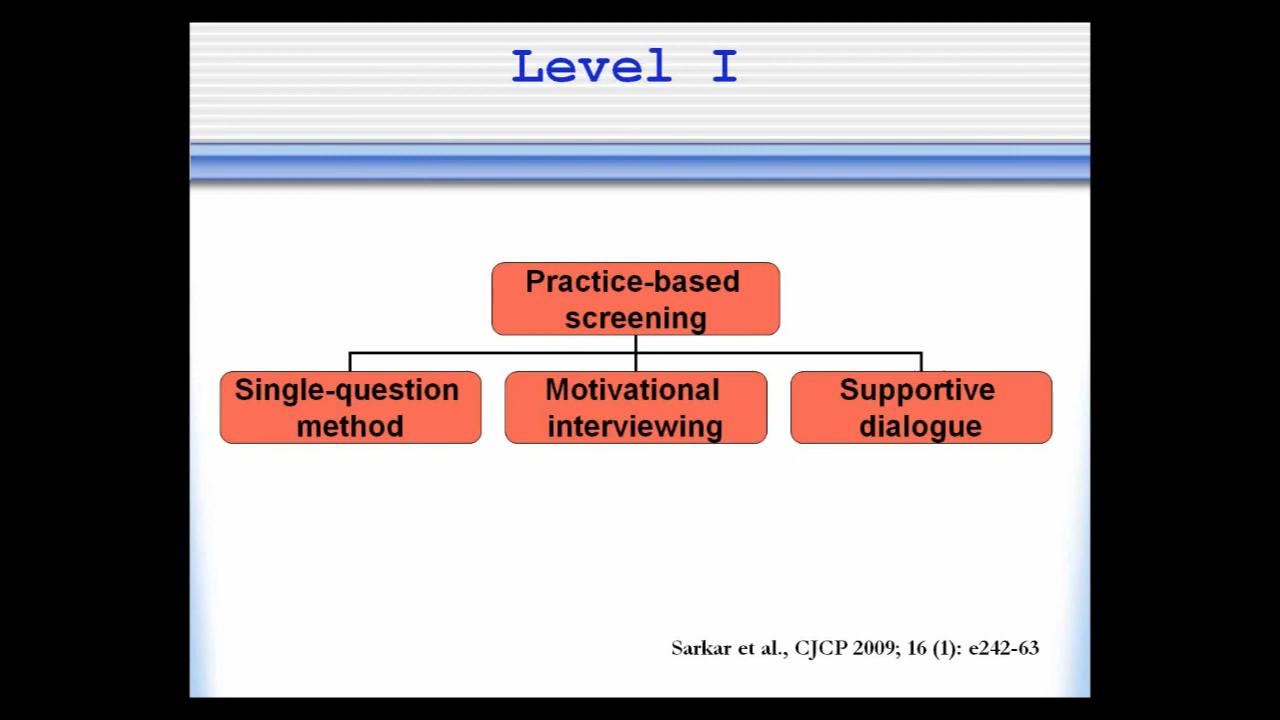 Level I
Practice-based
screening
Single-question
method
Motivational
interviewing
Supportive
dialogue
Sarkar et al., CJCP 2009; 16 (1): e242-63